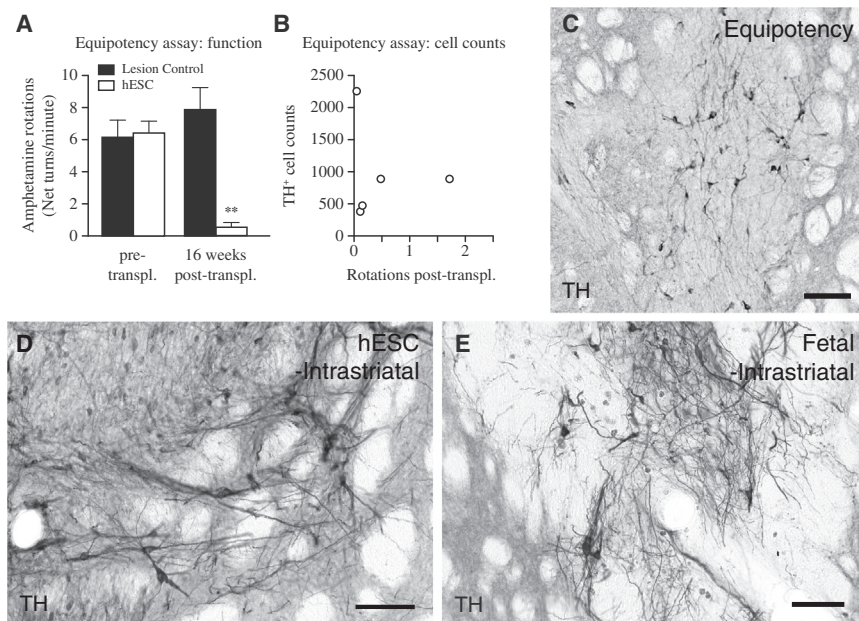 A
Equipotency assay: function
Lesion Control
hESC
Amphetamine rotations
(Net turns/minute)
10
8
6
4
2
0
**
pre-
transpl.
16 weeks
post-transpl.
B
Equipotency assay: cell counts
TH+ cell counts
2500
2000
1500
1000
500
0
0
1
2
Rotations post-transpl.
C
Equipotency
TH
D
hESC
-Intrastriatal
TH
E
Fetal
-Intrastriatal
TH